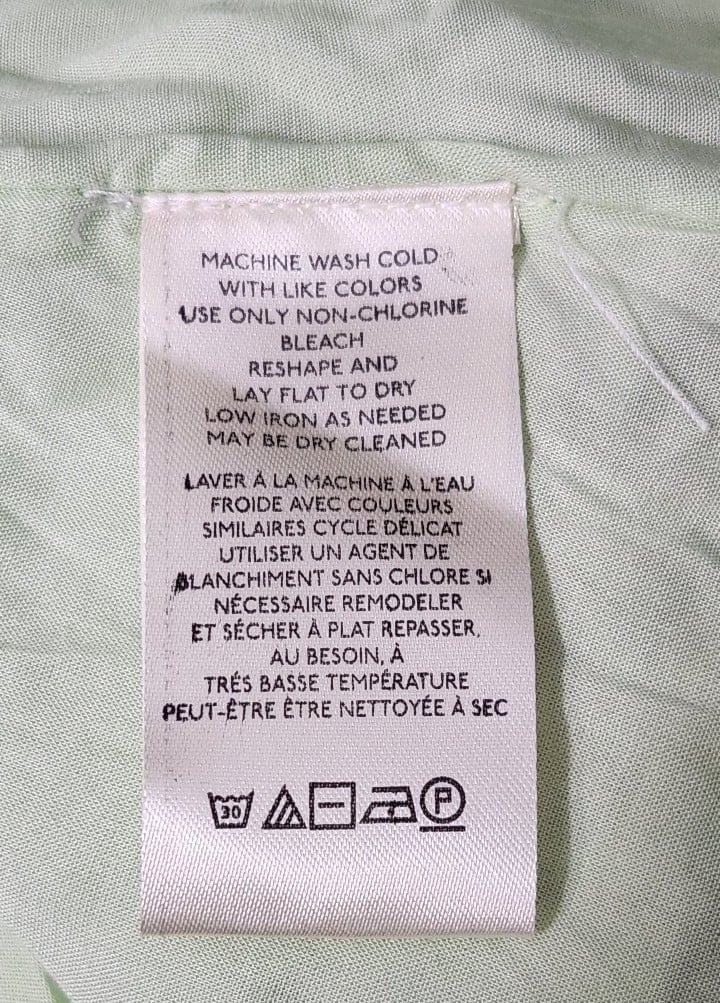 MACHINE WASH COLD
WITH LIKE COLORS
USE ONLY NON-CHLORINE
BLEACH
RESHAPE AND
LAY FLAT TO DRY
LOW IRON AS NEEDED
MAY BE DRY CLEANED
LAVER À LA MACHINE À L'EAU
FROIDE AVEC COULEURS
SIMILAIRES CYCLE DÉLICAT
UTILISER UN AGENT DE
BLANCHIMENT SANS CHLORE SI
NÉCESSAIRE REMODELER
ET SÉCHER À PLAT REPASSER,
AU BESOIN, À
TRÉS BASSE TEMPÉRATURE
PEUT-ÊTRE ÊTRE NETTOYÉE À SEC
30 P